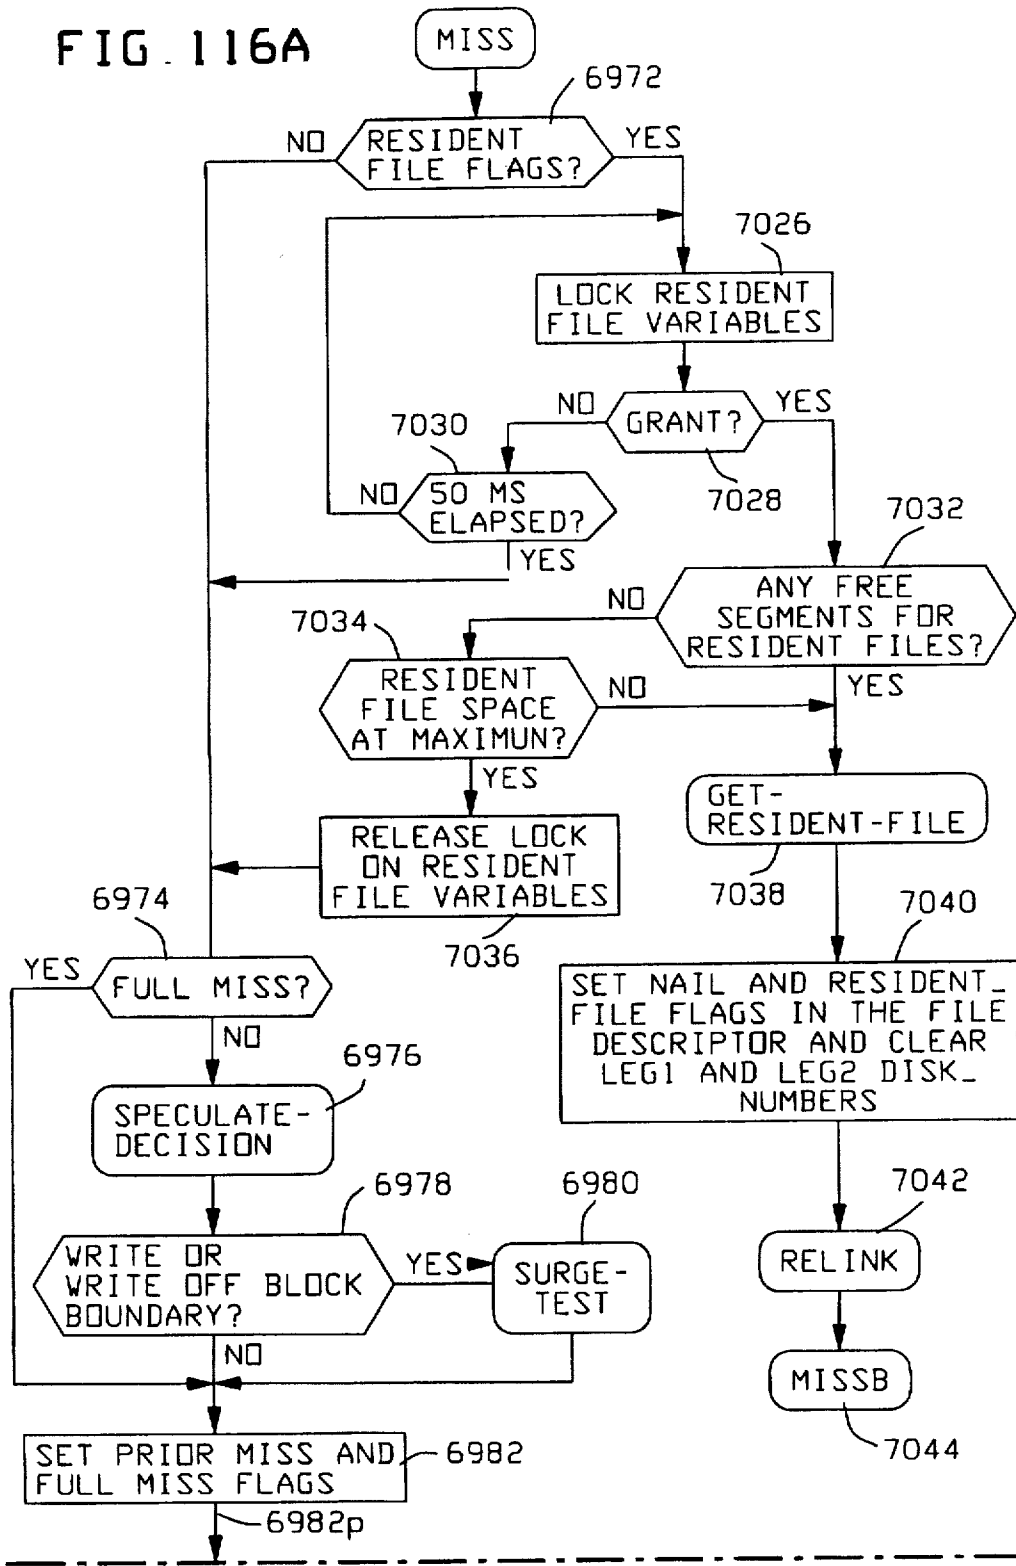 FIG. 116A
MISS
6972
NO
RESIDENT
FILE FLAGS?
YES
7026
LOCK RESIDENT
FILE VARIABLES
NO
GRANT?
YES
7028
7030
NO
50 MS
ELAPSED?
YES
7032
ANY FREE
SEGMENTS FOR
RESIDENT FILES?
NO
YES
7034
RESIDENT
FILE SPACE
AT MAXIMUN?
NO
YES
GET-
RESIDENT-FILE
7038
RELEASE LOCK
ON RESIDENT
FILE VARIABLES
7036
7040
SET NAIL AND RESIDENT_
FILE FLAGS IN THE FILE
DESCRIPTOR AND CLEAR
LEG1 AND LEG2 DISK_
NUMBERS
6974
YES
FULL MISS?
NO
6976
SPECULATE-
DECISION
6978
WRITE OR
WRITE OFF BLOCK
BOUNDARY?
YES
NO
6980
SURGE-
TEST
7042
RELINK
MISSB
7044
SET PRIOR MISS AND
FULL MISS FLAGS
6982
6982p